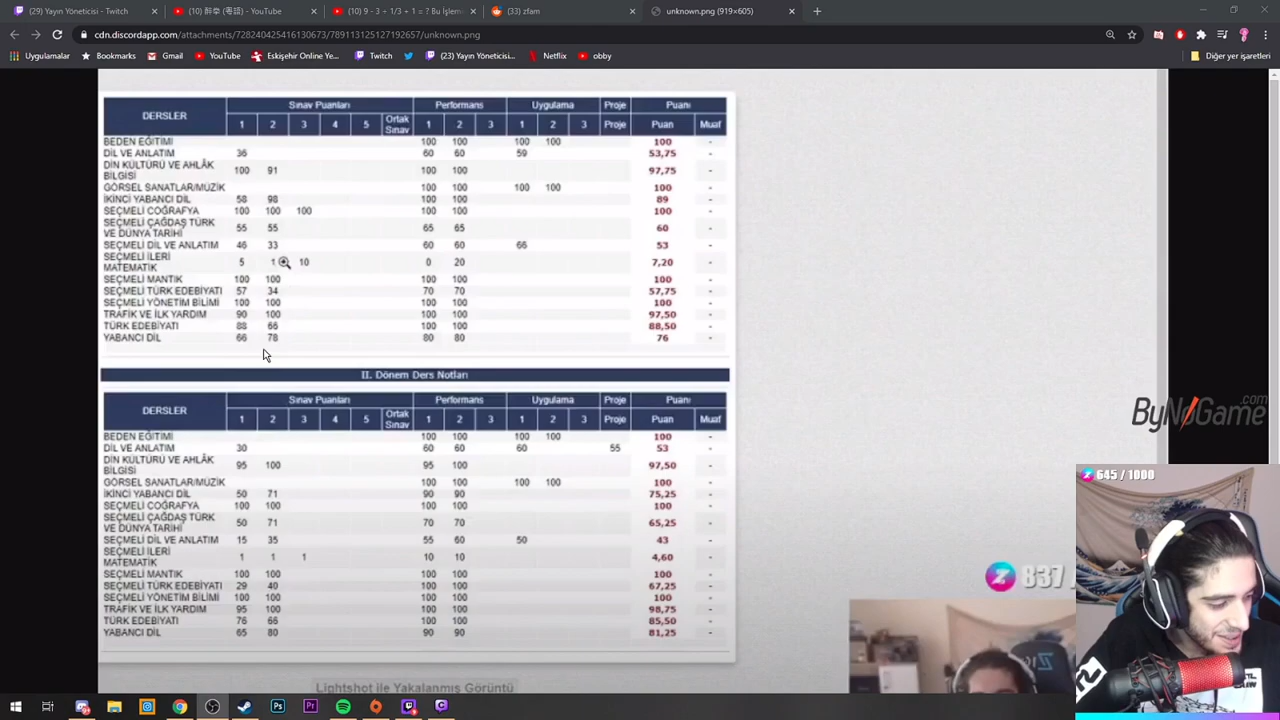 (29) Yayın Yöneticisi - Twitch
(20) 醉拳 (粤語) - YouTube
(10) 9 - 3 ÷ 1/3 + 1 = ? Bu İşlem
(33) zfam
unknown.png (919×605)
cdn.discordapp.com/attachments/728240425416130673/789113125127192657/unknown.png
Uygulamalar
Bookmarks
Gmail
YouTube
Eskişehir Online Ye...
Twitch
(23) Yayın Yöneticisi...
Netflix
obby
Diğer yer işaretleri
DERSLER Sınav Puanları Performans Uygulama Proje Puanı
1 2 3 4 5 Ortak Sınav 1 2 3 1 2 3 Proje Puan Muaf
BEDEN EĞİTİMİ 100 100 100 100 100 -
DİL VE ANLATIM 36 60 60 59 53,75 -
DİN KÜLTÜRÜ VE AHLÂK
BİLGİSİ 100 91 100 100 97,75 -
GÖRSEL SANATLAR/MÜZİK 100 100 100 100 100 -
İKİNCİ YABANCI DİL 58 98 100 100 89 -
SEÇMELİ COĞRAFYA 100 100 100 100 100 100 -
SEÇMELİ ÇAĞDAŞ TÜRK
VE DÜNYA TARİHİ 55 55 65 65 60 -
SEÇMELİ DİL VE ANLATIM 46 33 60 60 66 53 -
SEÇMELİ İLERİ
MATEMATİK 5 1 10 0 20 7,20 -
SEÇMELİ MANTIK 100 100 100 100 100 -
SEÇMELİ TÜRK EDEBİYATI 57 34 70 70 57,75 -
SEÇMELİ YÖNETİM BİLİMİ 100 100 100 100 100 -
TRAFİK VE İLK YARDIM 90 100 100 100 97,50 -
TÜRK EDEBİYATI 88 66 100 100 88,50 -
YABANCI DİL 66 78 80 80 76 -
II. Dönem Ders Notları
DERSLER Sınav Puanları Performans Uygulama Proje Puanı
1 2 3 4 5 Ortak Sınav 1 2 3 1 2 3 Proje Puan Muaf
BEDEN EĞİTİMİ 100 100 100 100 100 -
DİL VE ANLATIM 30 60 60 60 55 53 -
DİN KÜLTÜRÜ VE AHLÂK
BİLGİSİ 95 100 95 100 97,50 -
GÖRSEL SANATLAR/MÜZİK 100 100 100 100 100 -
İKİNCİ YABANCI DİL 50 71 90 90 75,25 -
SEÇMELİ COĞRAFYA 100 100 100 100 100 -
SEÇMELİ ÇAĞDAŞ TÜRK
VE DÜNYA TARİHİ 50 71 70 70 65,25 -
SEÇMELİ DİL VE ANLATIM 15 35 55 60 50 43 -
SEÇMELİ İLERİ
MATEMATİK 1 1 1 10 10 4,60 -
SEÇMELİ MANTIK 100 100 100 100 100 -
SEÇMELİ TÜRK EDEBİYATI 29 40 100 100 67,25 -
SEÇMELİ YÖNETİM BİLİMİ 100 100 100 100 100 -
TRAFİK VE İLK YARDIM 95 100 100 100 98,75 -
TÜRK EDEBİYATI 76 66 100 100 85,50 -
YABANCI DİL 65 80 90 90 81,25 -
Lightshot ile Yakalanmış Görüntü
ByNoGame.com
645 / 1000
837 /